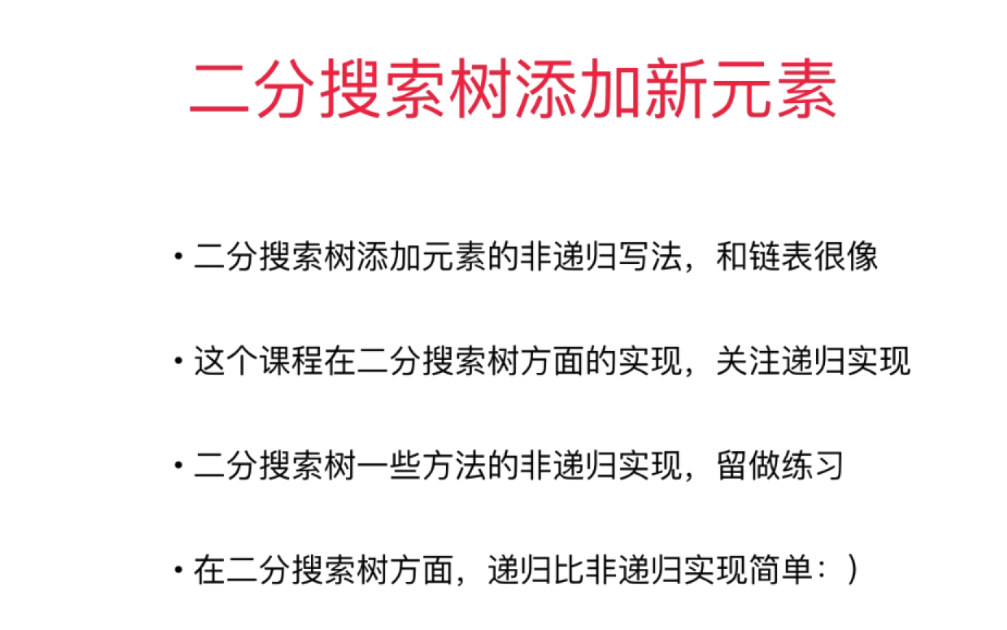 二分搜索树添加新元素
• 二分搜索树添加元素的非递归写法，和链表很像
• 这个课程在二分搜索树方面的实现，关注递归实现
• 二分搜索树一些方法的非递归实现，留做练习
• 在二分搜索树方面，递归比非递归实现简单：）